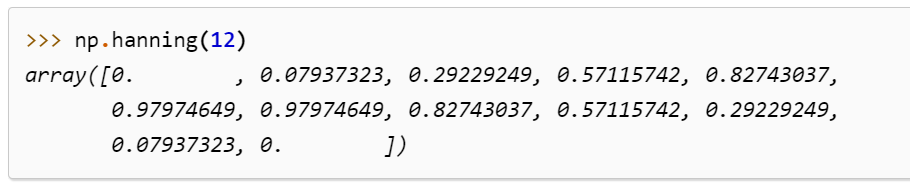 >>> np.hanning(12)
array([0.        , 0.07937323, 0.29229249, 0.57115742, 0.82743037,
       0.97974649, 0.97974649, 0.82743037, 0.57115742, 0.29229249,
       0.07937323, 0.        ])